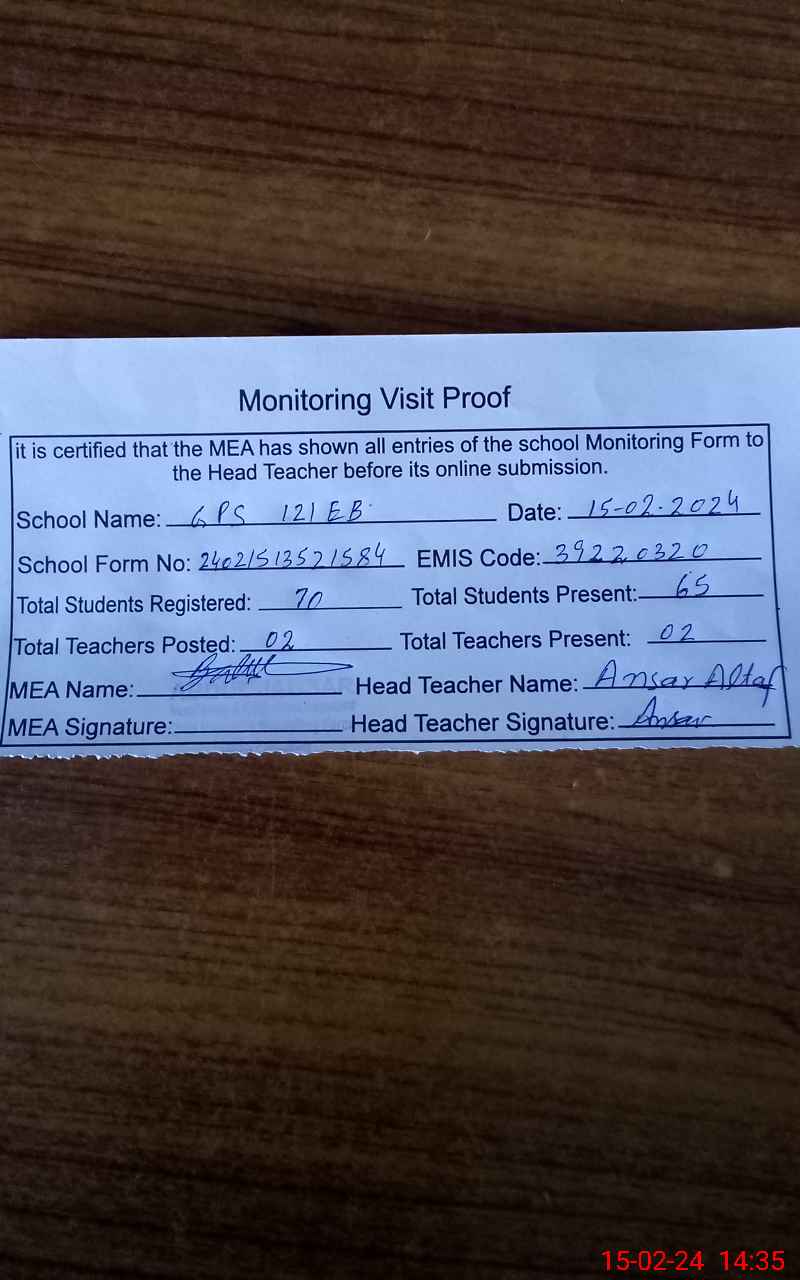 Monitoring Visit Proof
it is certified that the MEA has shown all entries of the school Monitoring Form to
the Head Teacher before its online submission.
School Name: GPS 121 EB Date: 15-02-2024
School Form No: 24021513521584 EMIS Code: 39220320
Total Students Registered: 70 Total Students Present: 65
Total Teachers Posted: 02 Total Teachers Present: 02
MEA Name: Head Teacher Name: Ansar Altaf
MEA Signature: Head Teacher Signature: Ansar
15-02-24 14:35